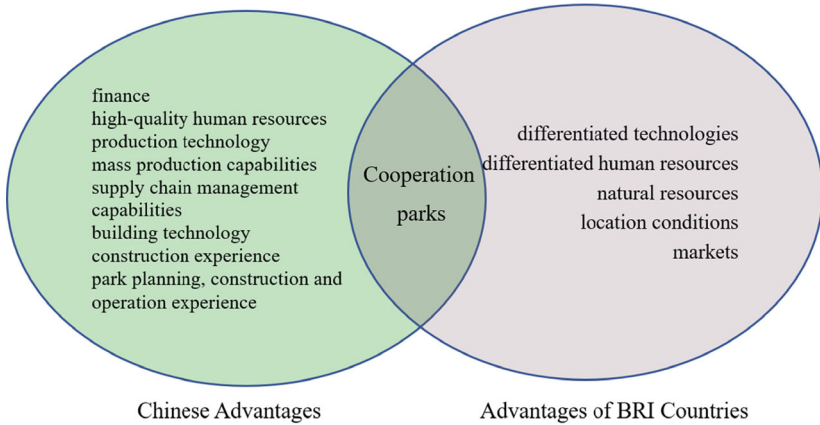 finance
high-quality human resources
production technology
mass production capabilities
supply chain management
capabilities
building technology
construction experience
park planning, construction and
operation experience
Cooperation
parks
differentiated technologies
differentiated human resources
natural resources
location conditions
markets
Chinese Advantages
Advantages of BRI Countries